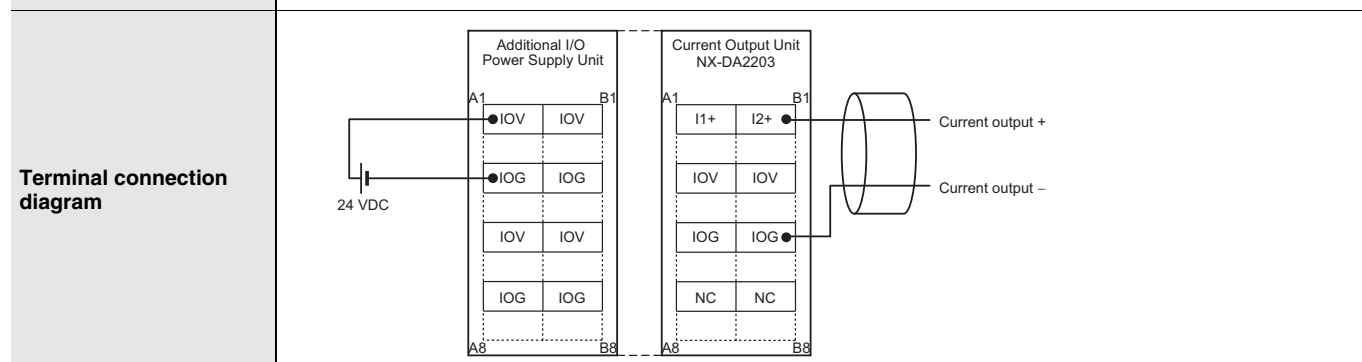 Terminal connection
diagram
24 VDC
Additional I/O
Power Supply Unit
A1 B1
IOV IOV
IOG IOG
IOV IOV
IOG IOG
A8 B8
Current Output Unit
NX-DA2203
A1 B1
I1+ I2+
IOV IOV
IOG IOG
NC NC
A8 B8
Current output +
Current output −